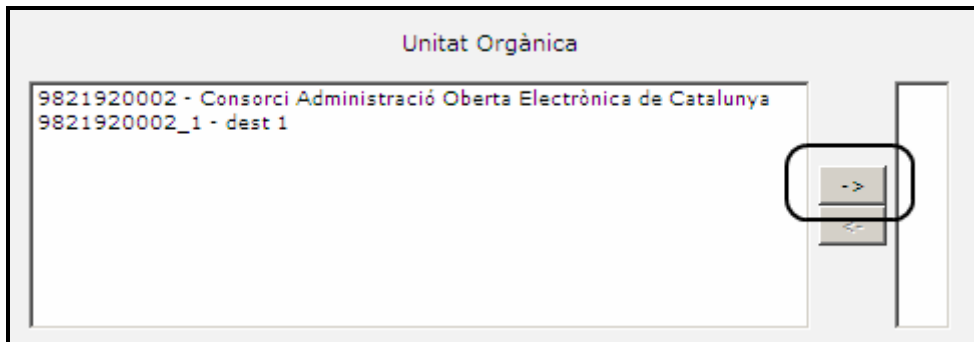 Unitat Orgànica
9821920002 - Consorci Administració Oberta Electrònica de Catalunya
9821920002_1 - dest 1
->
<-